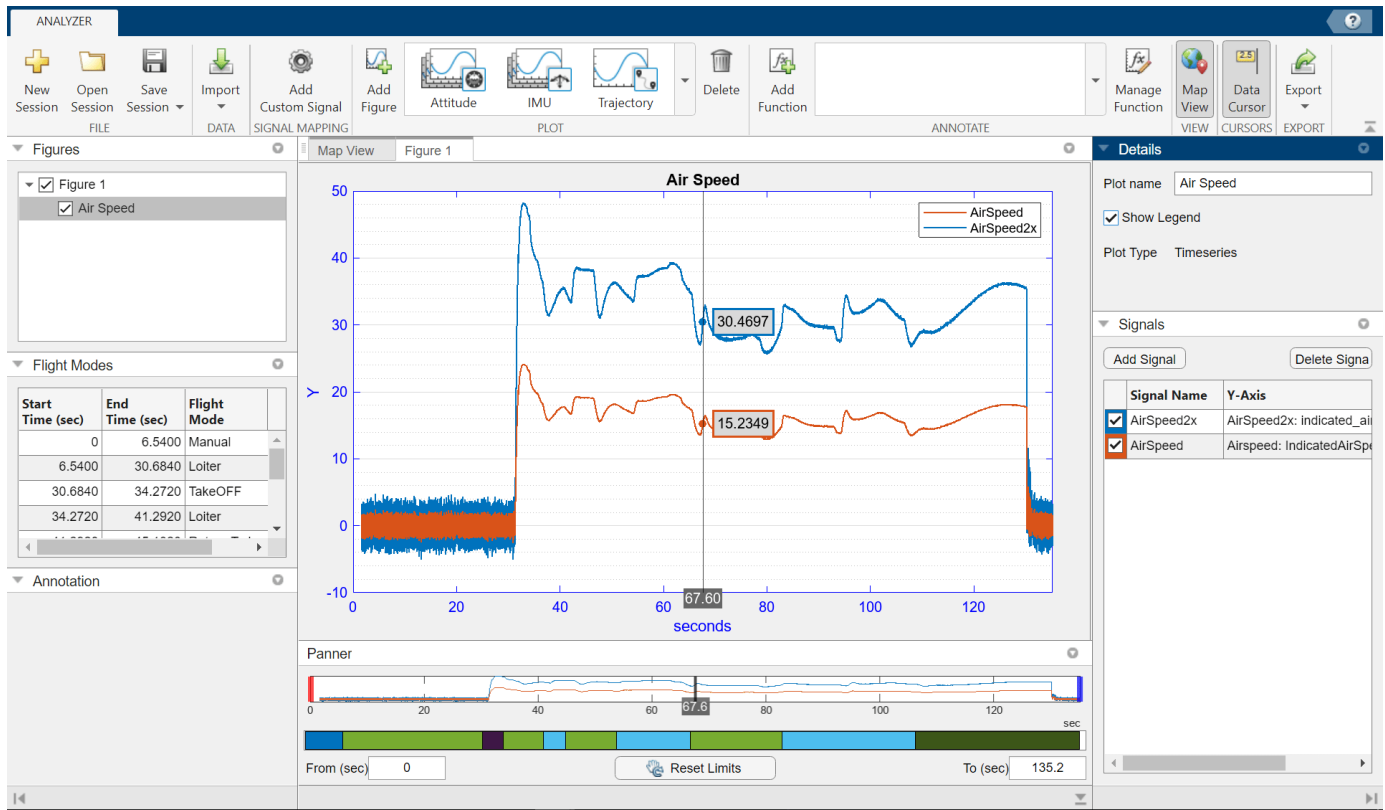 ANALYZER
?
New Session
Open Session
Save Session
Import
Add Custom Signal
Add Figure
Attitude
IMU
Trajectory
Delete
Add Function
Manage Function
Map View
2.5
Data Cursor
Export
FILE
DATA
SIGNAL MAPPING
PLOT
ANNOTATE
VIEW
CURSORS
EXPORT
Figures
Figure 1
Air Speed
Flight Modes
Start Time (sec) End Time (sec) Flight Mode
0 6.5400 Manual
6.5400 30.6840 Loiter
30.6840 34.2720 TakeOFF
34.2720 41.2920 Loiter
Annotation
Map View Figure 1
Air Speed
AirSpeed
AirSpeed2x
50
40
30
20
10
0
-10
Y
30.4697
15.2349
67.60
0 20 40 60 80 100 120
seconds
Panner
0 20 40 60 80 100 120
67.6
sec
From (sec) 0
Reset Limits
To (sec) 135.2
Details
Plot name Air Speed
Show Legend
Plot Type Timeseries
Signals
Add Signal Delete Signa
Signal Name Y-Axis
AirSpeed2x AirSpeed2x: indicated_ai
AirSpeed Airspeed: IndicatedAirSpe